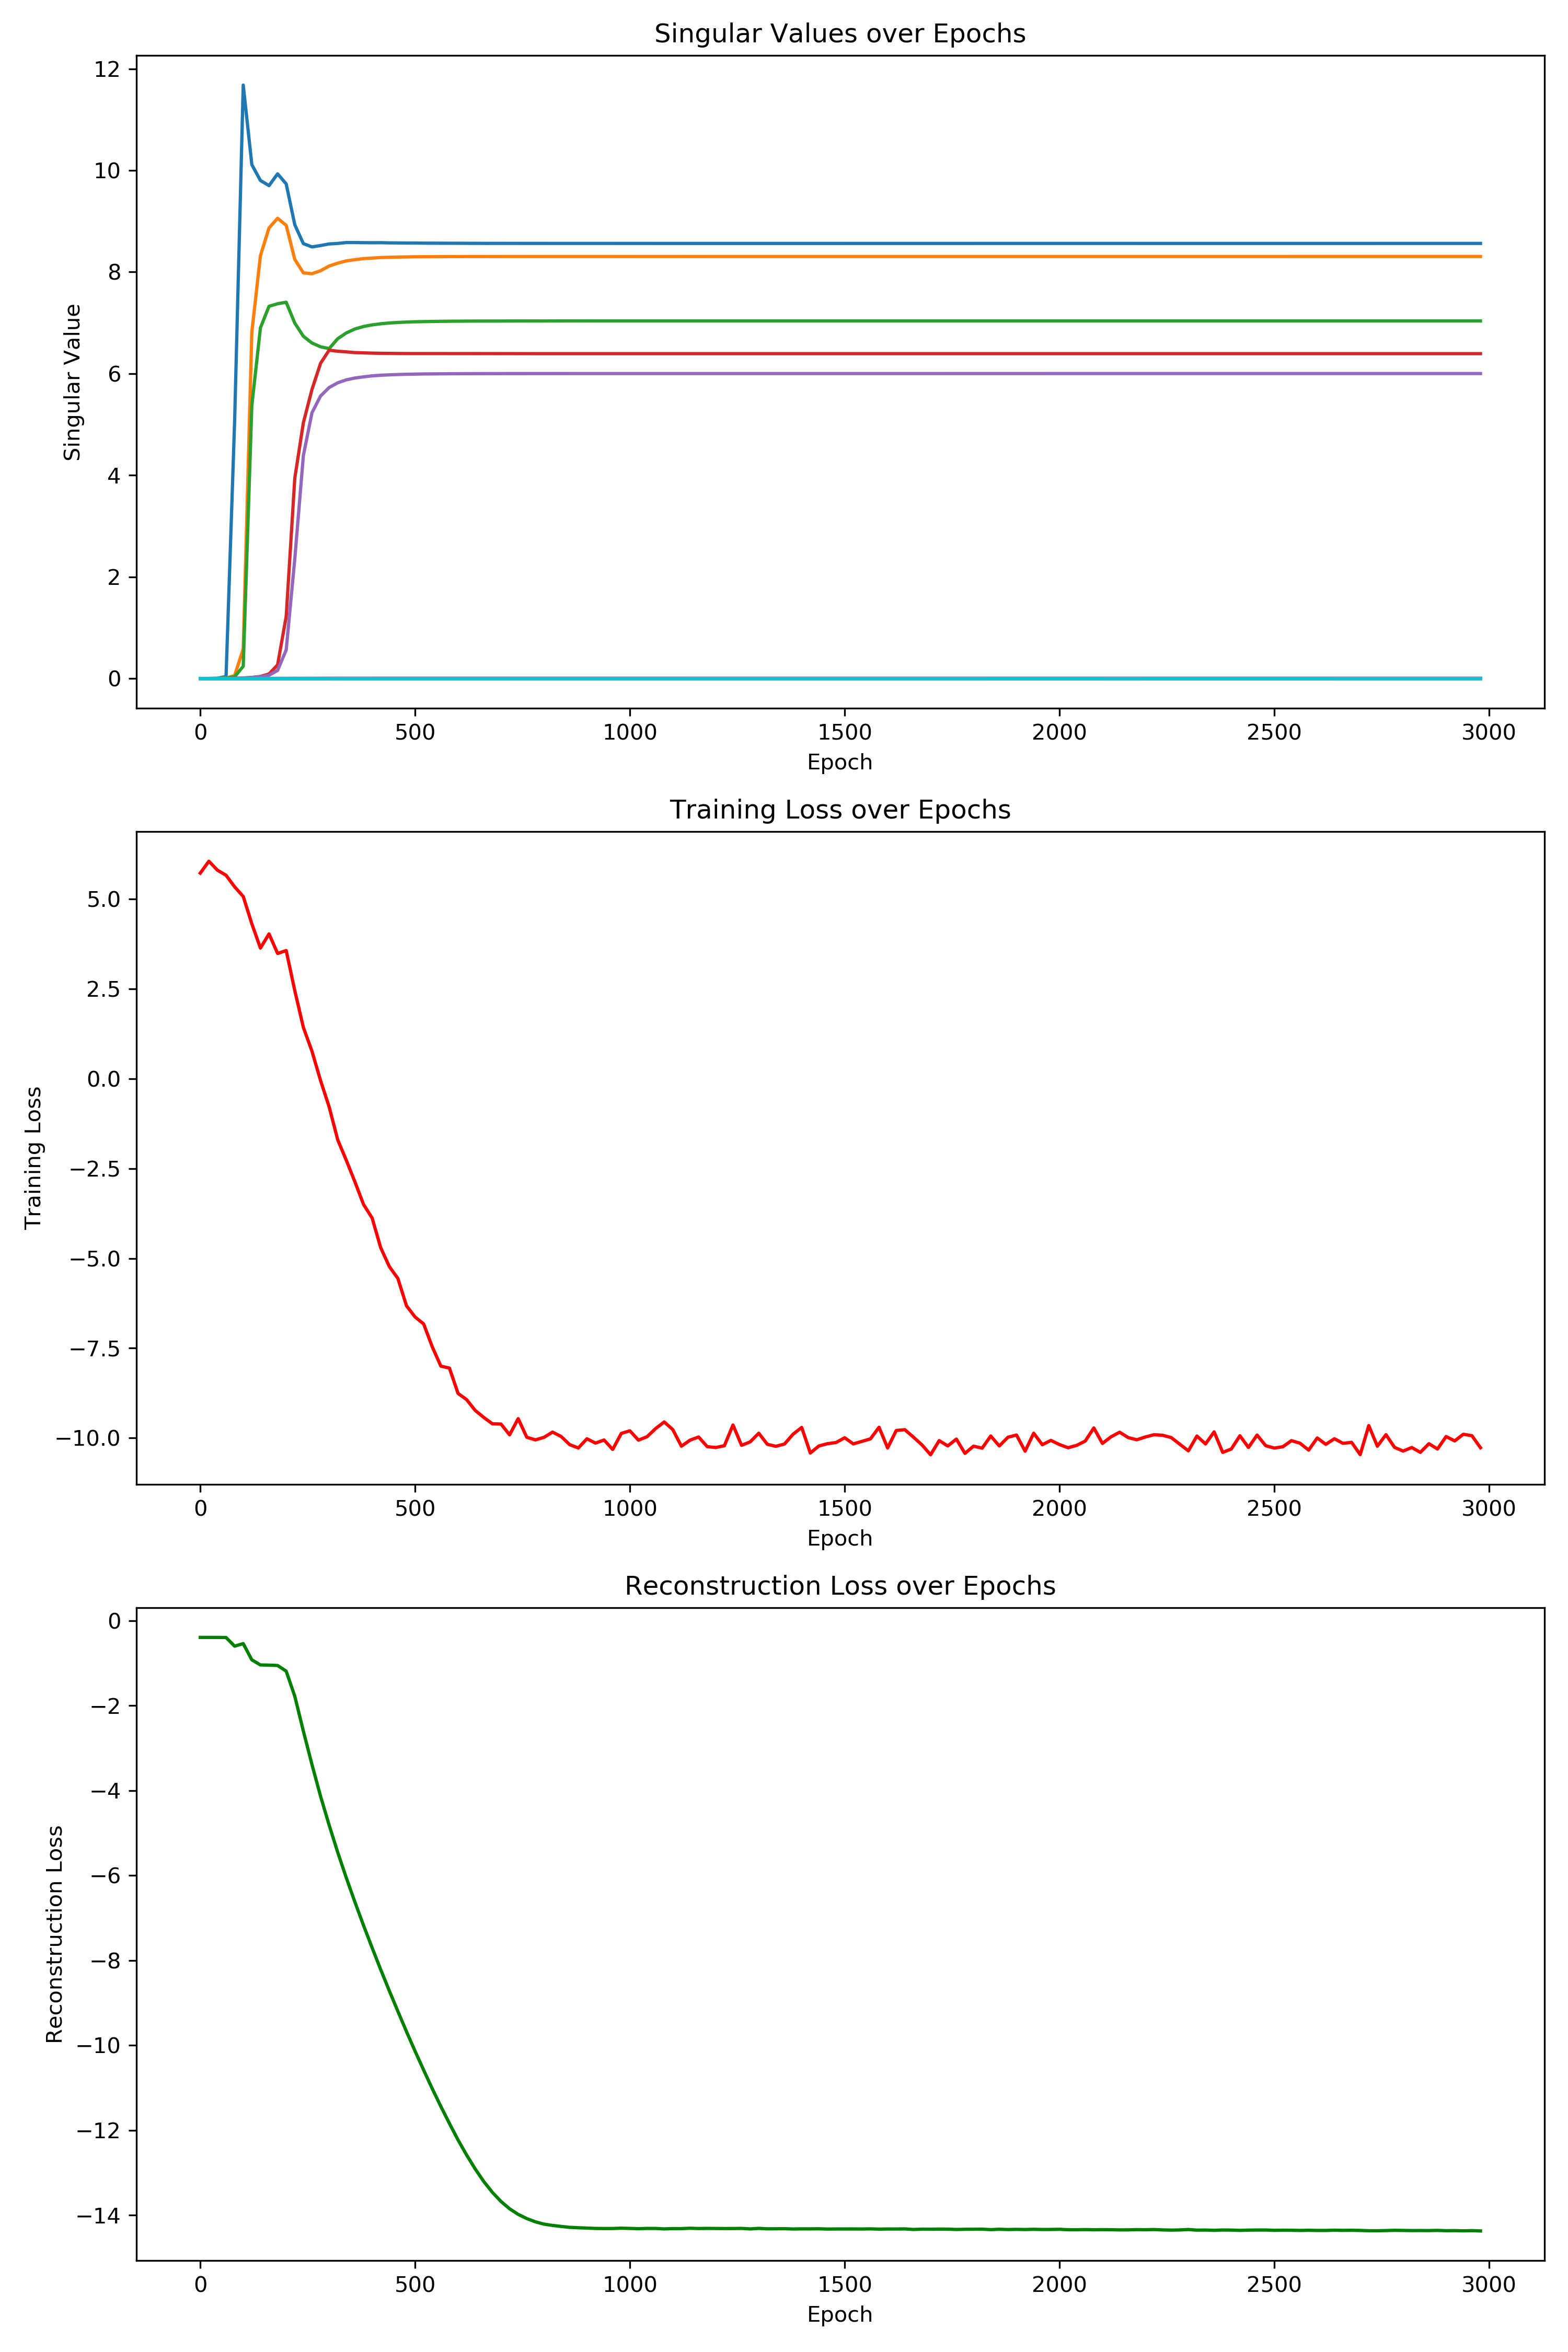 Singular Values over Epochs
12
10
8
6
4
2
0
Singular Value
0 500 1000 1500 2000 2500 3000
Epoch
Training Loss over Epochs
5.0
2.5
0.0
−2.5
−5.0
−7.5
−10.0
Training Loss
0 500 1000 1500 2000 2500 3000
Epoch
Reconstruction Loss over Epochs
0
−2
−4
−6
−8
−10
−12
−14
Reconstruction Loss
0 500 1000 1500 2000 2500 3000
Epoch